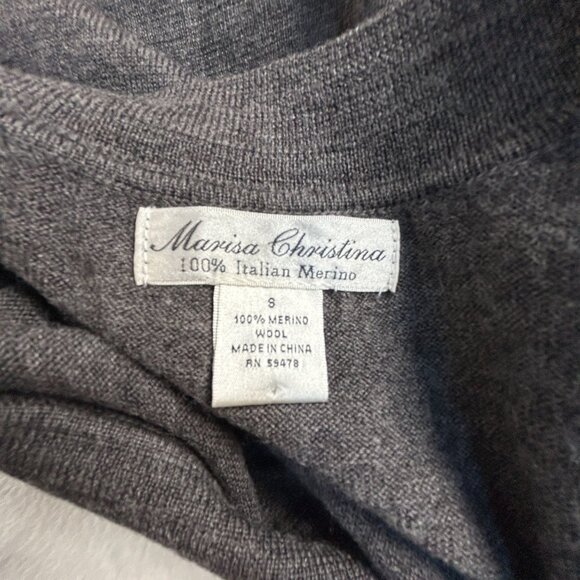 Marisa Christina
100% Italian Merino
S
100% MERINO
WOOL
MADE IN CHINA
RN 59478